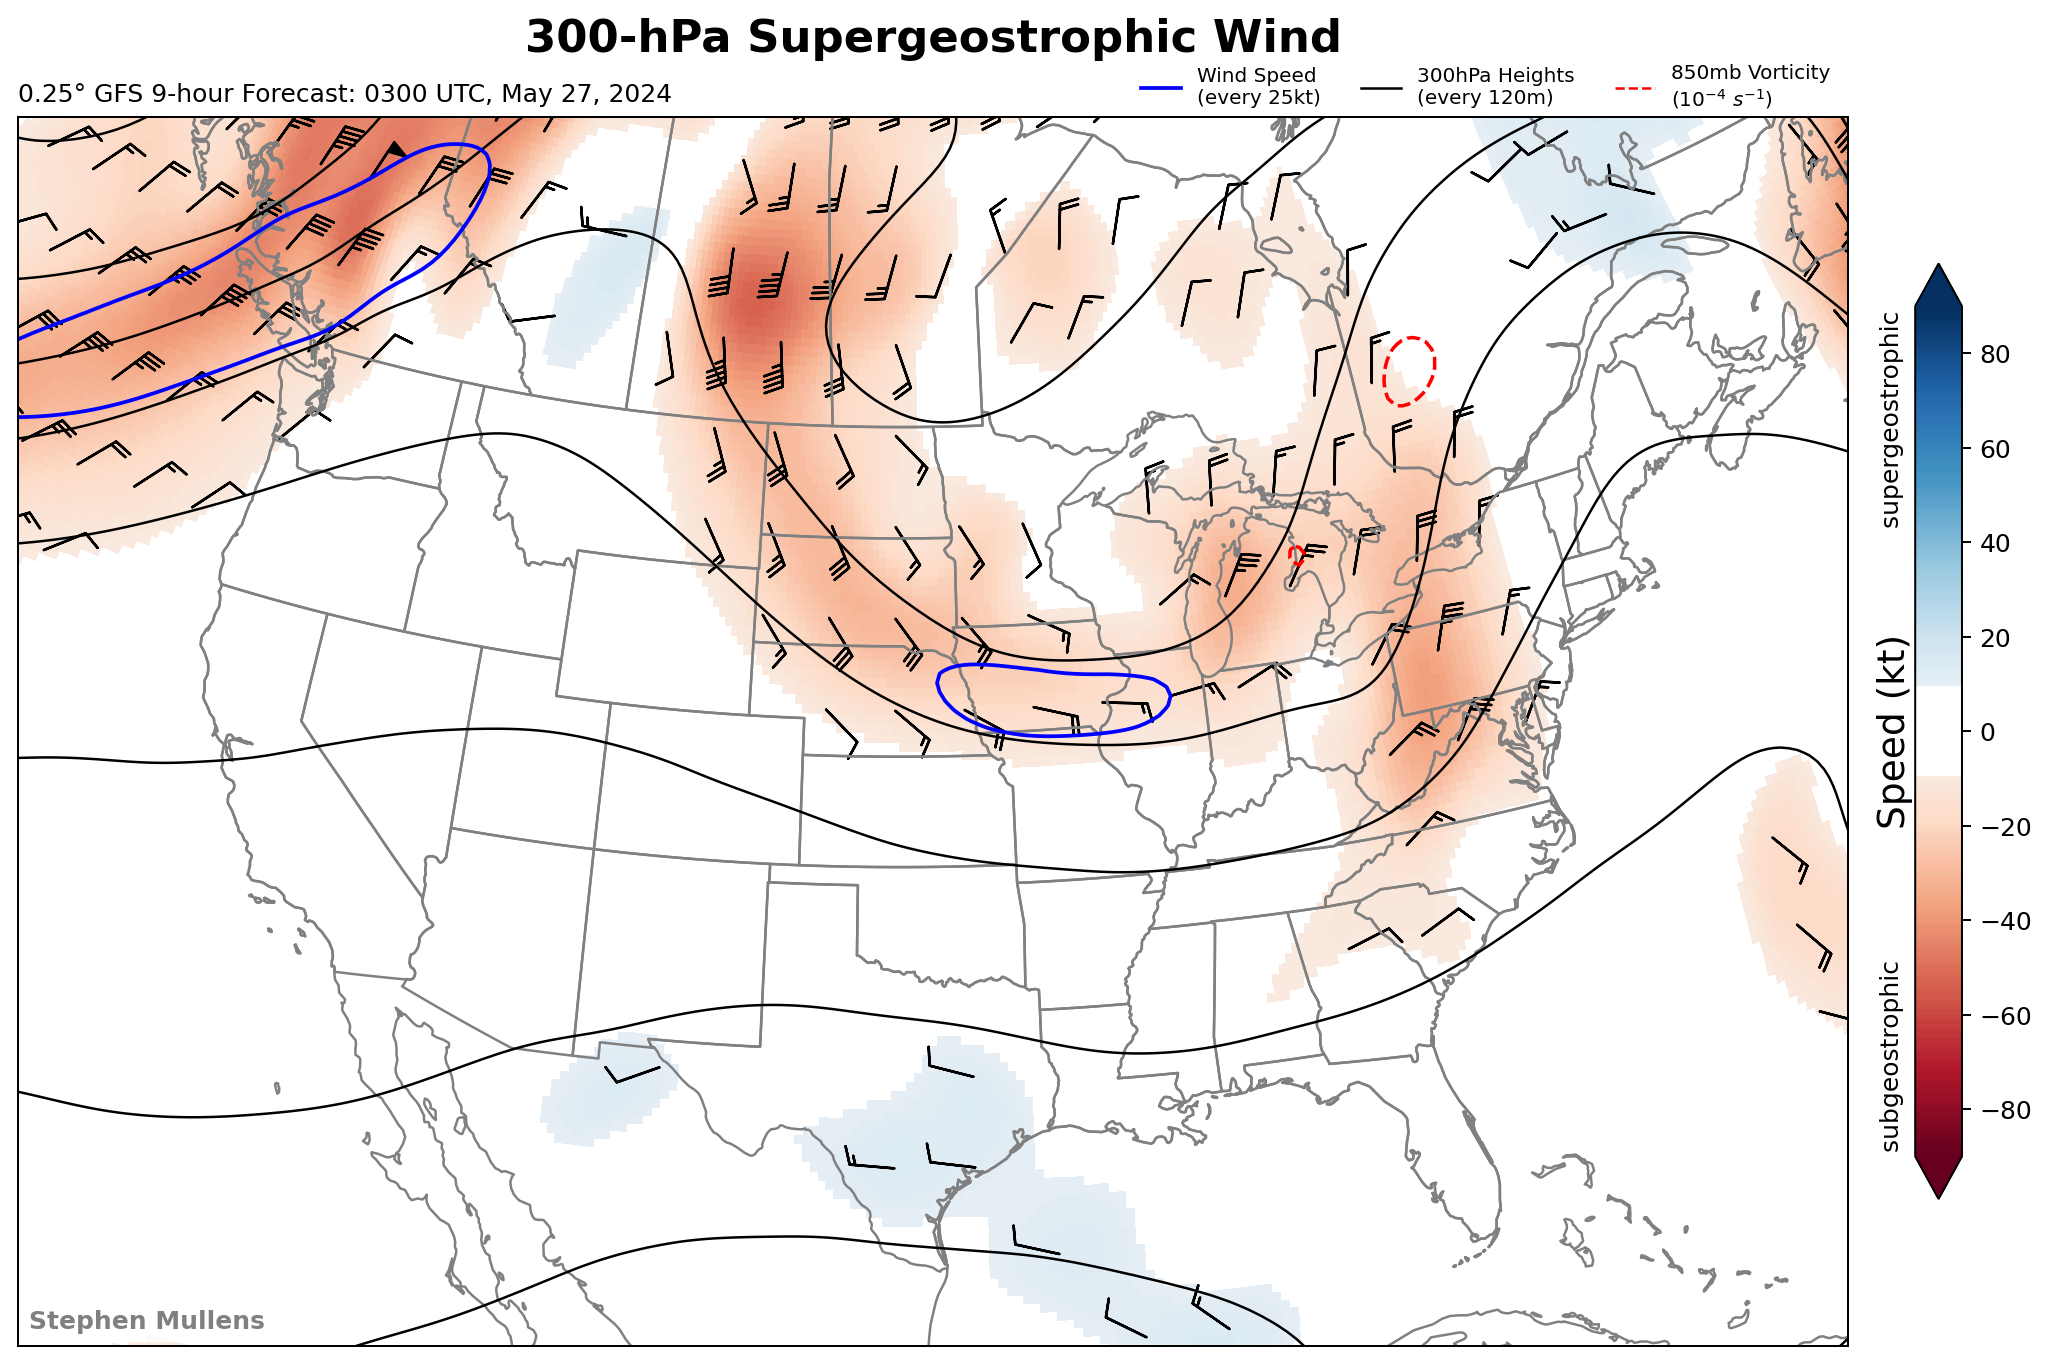 300-hPa Supergeostrophic Wind
0.25° GFS 9-hour Forecast: 0300 UTC, May 27, 2024
Wind Speed
(every 25kt)
300hPa Heights
(every 120m)
850mb Vorticity
(10⁻⁴ s⁻¹)
supergeostrophic
subgeostrophic
Speed (kt)
80
60
40
20
0
−20
−40
−60
−80
Stephen Mullens